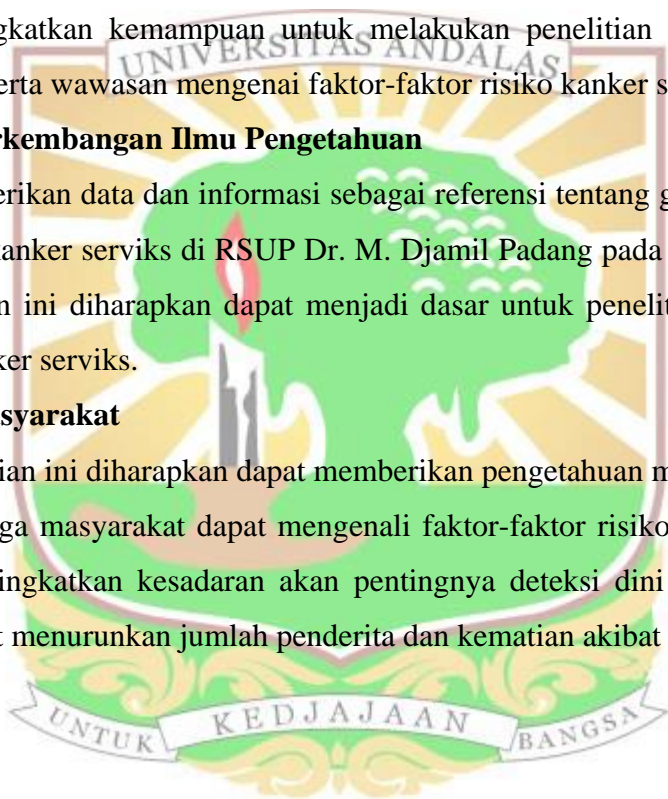 gkatkan kemampuan untuk melakukan penelitian
UNIVERSITAS ANDALAS
erta wawasan mengenai faktor-faktor risiko kanker s
rkembangan Ilmu Pengetahuan
erikan data dan informasi sebagai referensi tentang g
kanker serviks di RSUP Dr. M. Djamil Padang pada
n ini diharapkan dapat menjadi dasar untuk penelit
ker serviks.
syarakat
ian ini diharapkan dapat memberikan pengetahuan m
ga masyarakat dapat mengenali faktor-faktor risiko
ingkatkan kesadaran akan pentingnya deteksi dini
t menurunkan jumlah penderita dan kematian akibat
UNTUK KEDJAJAAN BANGSA